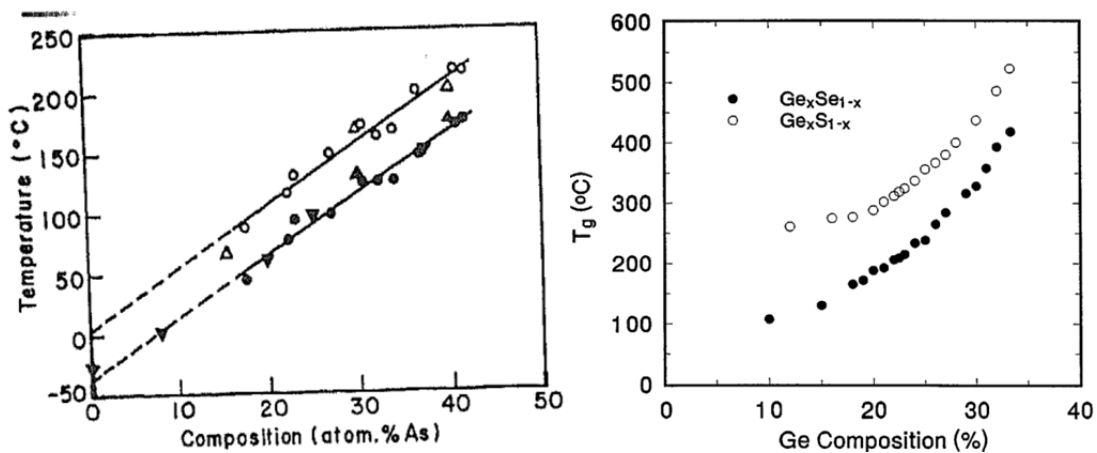 250
200
150
100
50
0
-50
Temperature (°C)
0 10 20 30 40 50
Composition (atom.% As)
600
500
400
300
200
100
0
Tg (oC)
GexSe1-x
GexS1-x
10 20 30 40
Ge Composition (%)